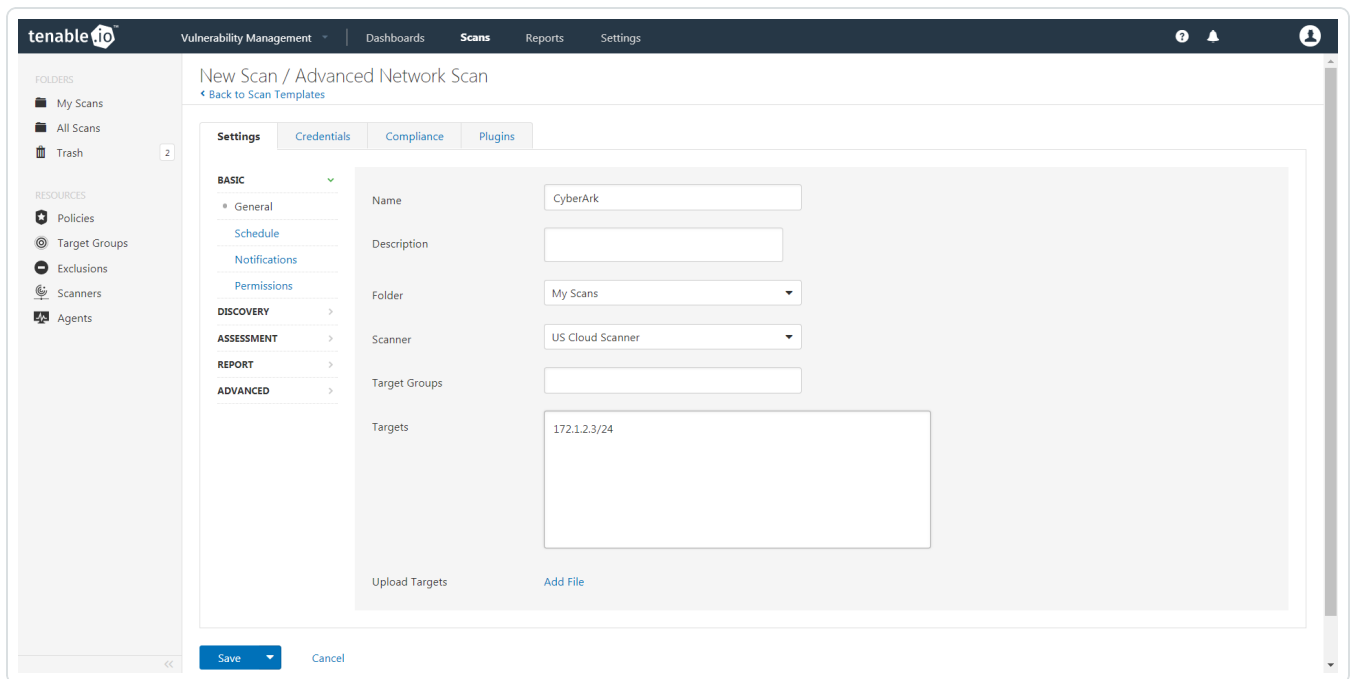 tenable.io™ Vulnerability Management Dashboards Scans Reports Settings
FOLDERS
My Scans
All Scans
Trash 2
RESOURCES
Policies
Target Groups
Exclusions
Scanners
Agents
New Scan / Advanced Network Scan
Back to Scan Templates
Settings Credentials Compliance Plugins
BASIC
General
Schedule
Notifications
Permissions
DISCOVERY
ASSESSMENT
REPORT
ADVANCED
Name CyberArk
Description
Folder My Scans
Scanner US Cloud Scanner
Target Groups
Targets 172.1.2.3/24
Upload Targets Add File
Save Cancel